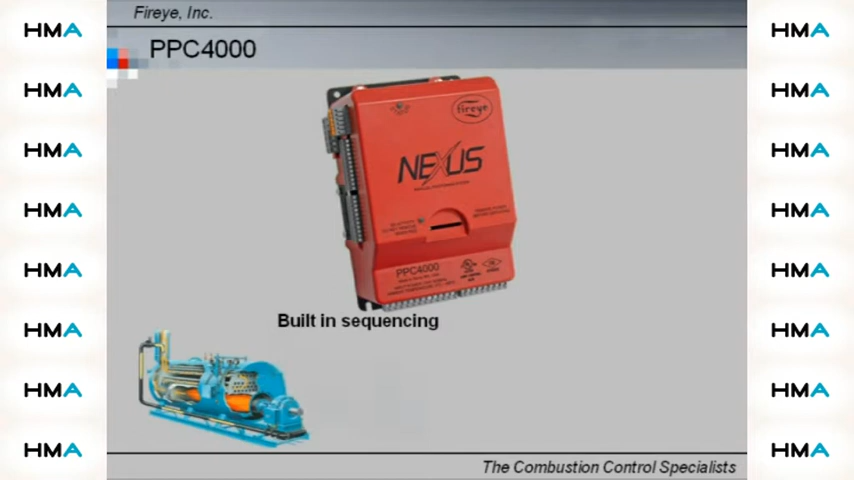 Fireye, Inc.
PPC4000
fireye
NEXUS
PPC4000
Built in sequencing
The Combustion Control Specialists
HMA HMA
HMA HMA
HMA HMA
HMA HMA
HMA HMA
HMA HMA
HMA HMA
HMA HMA